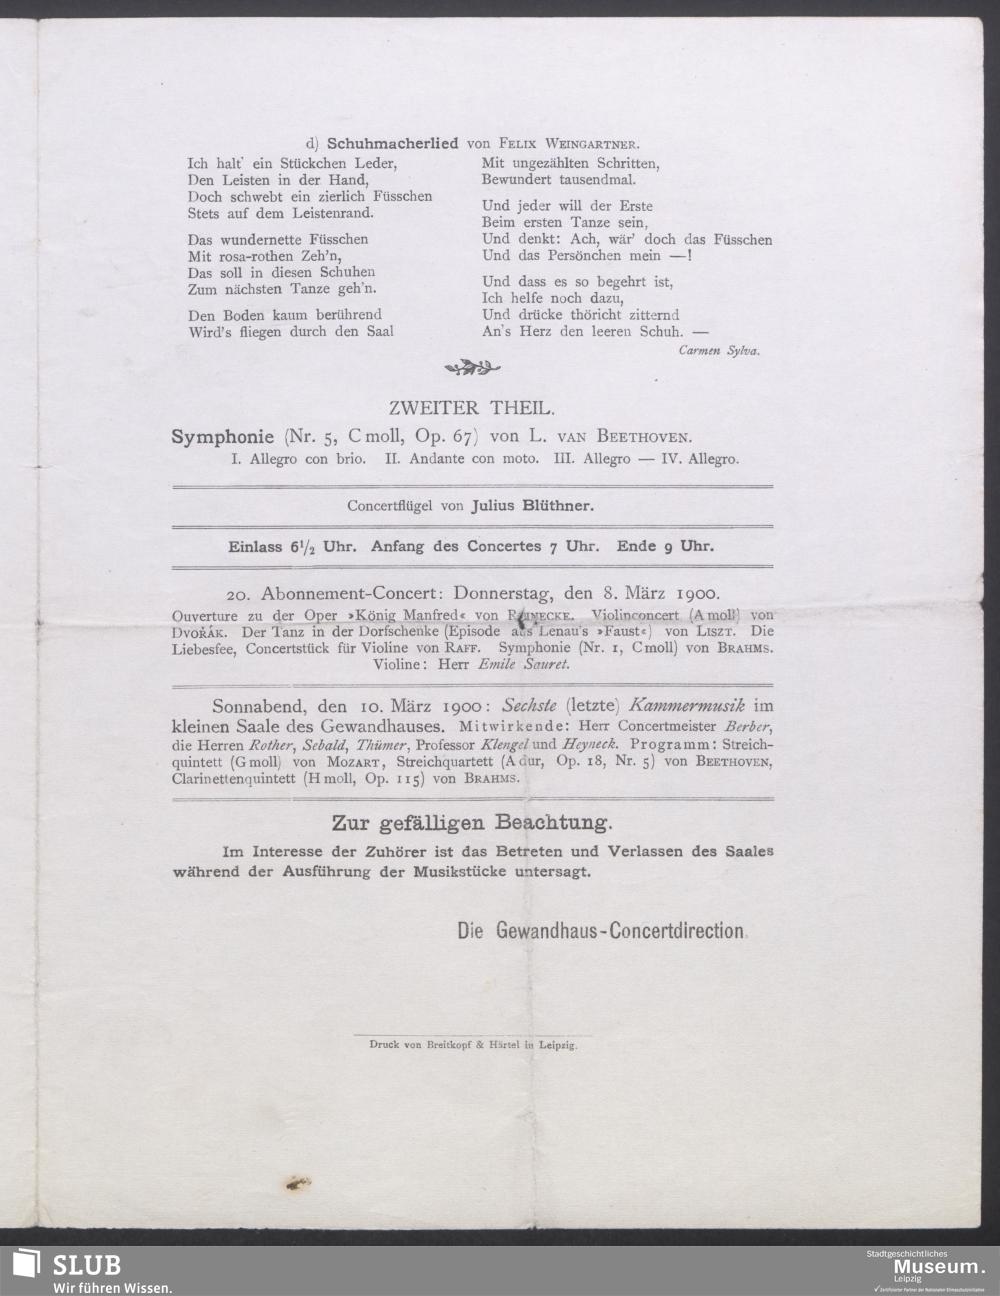 d) Schuhmacherlied von FELIX WEINGARTNER.
Ich halt' ein Stückchen Leder,
Den Leisten in der Hand,
Doch schwebt ein zierlich Füsschen
Stets auf dem Leistenrand.
Das wundernette Füsschen
Mit rosa-rothen Zeh'n,
Das soll in diesen Schuhen
Zum nächsten Tanze geh'n.
Den Boden kaum berührend
Wird's fliegen durch den Saal
Mit ungezählten Schritten,
Bewundert tausendmal.
Und jeder will der Erste
Beim ersten Tanze sein,
Und denkt: Ach, wär' doch das Füsschen
Und das Persönchen mein —!
Und dass es so begehrt ist,
Ich helfe noch dazu,
Und drücke thöricht zitternd
An's Herz den leeren Schuh. —
Carmen Sylva.
ZWEITER THEIL.
Symphonie (Nr. 5, C moll, Op. 67) von L. VAN BEETHOVEN.
I. Allegro con brio. II. Andante con moto. III. Allegro — IV. Allegro.
Concertflügel von Julius Blüthner.
Einlass 6½ Uhr. Anfang des Concertes 7 Uhr. Ende 9 Uhr.
20. Abonnement-Concert: Donnerstag, den 8. März 1900.
Ouverture zu der Oper »König Manfred« von REINECKE. Violinconcert (A moll) von
DVOŘÁK. Der Tanz in der Dorfschenke (Episode aus Lenau's »Faust«) von LISZT. Die
Liebesfee, Concertstück für Violine von RAFF. Symphonie (Nr. 1, C moll) von BRAHMS.
Violine: Herr Emile Sauret.
Sonnabend, den 10. März 1900: Sechste (letzte) Kammermusik im
kleinen Saale des Gewandhauses. Mitwirkende: Herr Concertmeister Berber,
die Herren Rother, Sebald, Thümer, Professor Klengel und Heyneck. Programm: Streich-
quintett (G moll) von MOZART, Streichquartett (A dur, Op. 18, Nr. 5) von BEETHOVEN,
Clarinettenquintett (H moll, Op. 115) von BRAHMS.
Zur gefälligen Beachtung.
Im Interesse der Zuhörer ist das Betreten und Verlassen des Saales
während der Ausführung der Musikstücke untersagt.
Die Gewandhaus-Concertdirection.
Druck von Breitkopf & Härtel in Leipzig.
SLUB
Wir führen Wissen.
Stadtgeschichtliches
Museum.
Leipzig
Zertifizierter Partner der Nationalen Klimaschutzinitiative